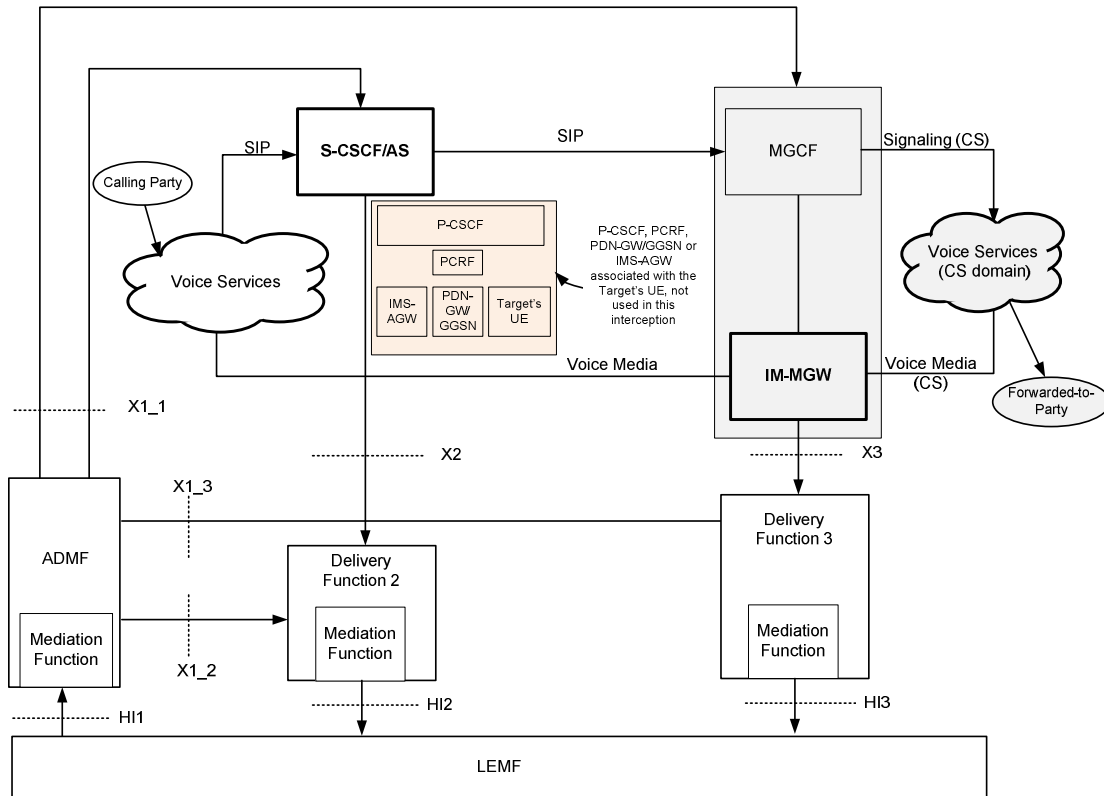 SIP
S-CSCF/AS
SIP
MGCF
Signaling (CS)
Calling Party
Voice Services
P-CSCF
PCRF
IMS-
AGW
PDN-
GW/
GGSN
Target's
UE
P-CSCF, PCRF,
PDN-GW/GGSN or
IMS-AGW
associated with the
Target's UE, not
used in this
interception
Voice Services
(CS domain)
Voice Media
IM-MGW
Voice Media
(CS)
Forwarded-to-
Party
X1_1
X2
X3
X1_3
ADMF
Mediation
Function
X1_2
Delivery
Function 2
Mediation
Function
Delivery
Function 3
Mediation
Function
HI1
HI2
HI3
LEMF